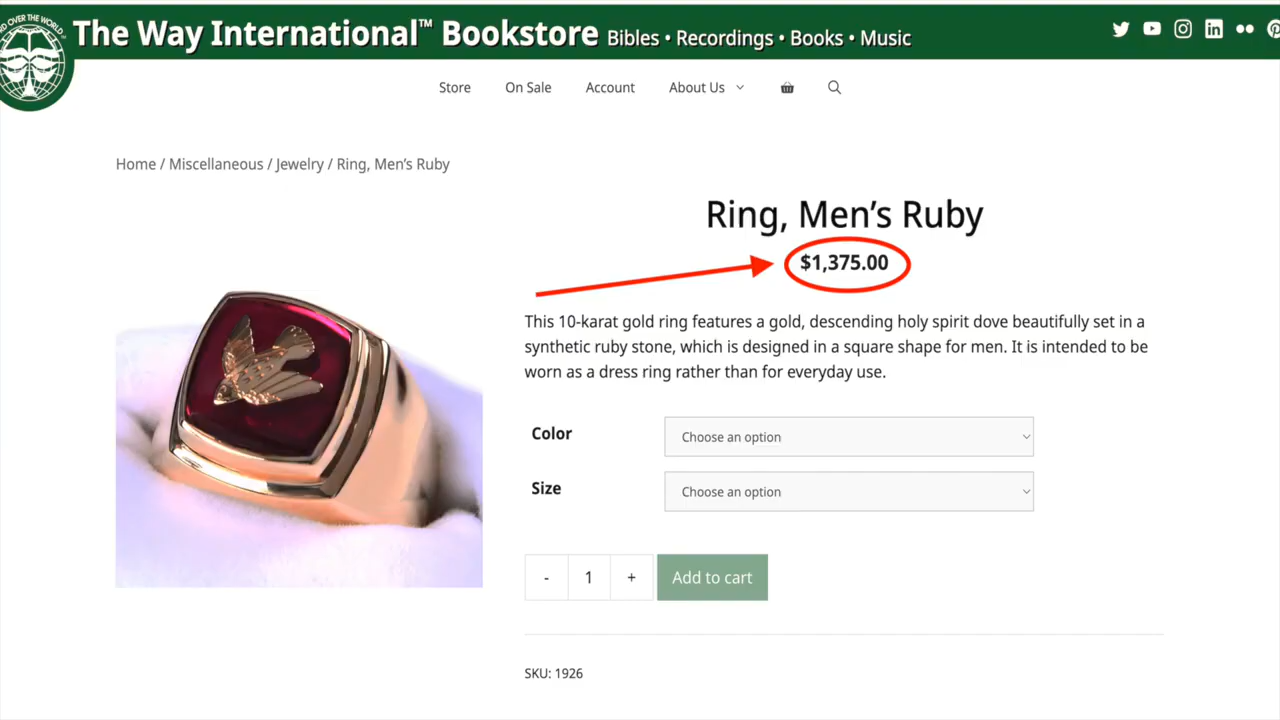 RD OVER THE WORLD
The Way International™ Bookstore Bibles • Recordings • Books • Music
Store On Sale Account About Us
Home / Miscellaneous / Jewelry / Ring, Men's Ruby
Ring, Men's Ruby
$1,375.00
This 10-karat gold ring features a gold, descending holy spirit dove beautifully set in a
synthetic ruby stone, which is designed in a square shape for men. It is intended to be
worn as a dress ring rather than for everyday use.
Color Choose an option
Size Choose an option
- 1 + Add to cart
SKU: 1926